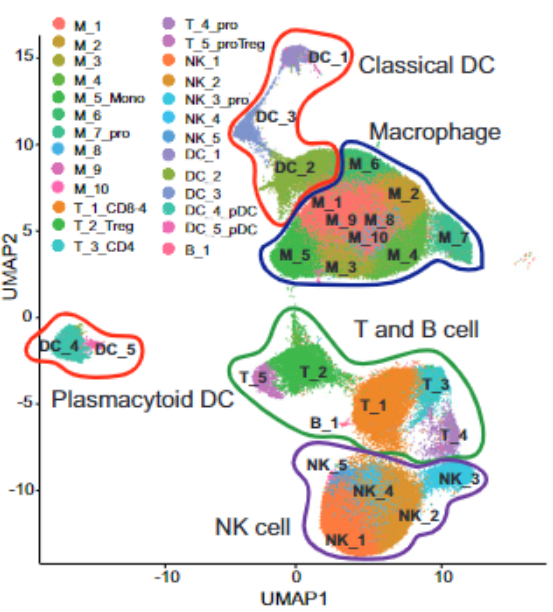 M_1
M_2
M_3
M_4
M_5_Mono
M_6
M_7_pro
M_8
M_9
M_10
T_1_CD8-4
T_2_Treg
T_3_CD4
T_4_pro
T_5_proTreg
NK_1
NK_2
NK_3_pro
NK_4
NK_5
DC_1
DC_2
DC_3
DC_4_pDC
DC_5_pDC
B_1
DC_1
Classical DC
DC_3
Macrophage
DC_2
M_6
M_1
M_2
M_9
M_8
M_10
M_7
M_5
M_3
M_4
DC_4
DC_5
Plasmacytoid DC
T and B cell
T_5
T_2
T_3
T_1
B_1
T_4
NK_5
NK_3
NK_4
NK_2
NK_1
NK cell
15
10
5
0
-5
-10
UMAP2
-10
0
10
UMAP1